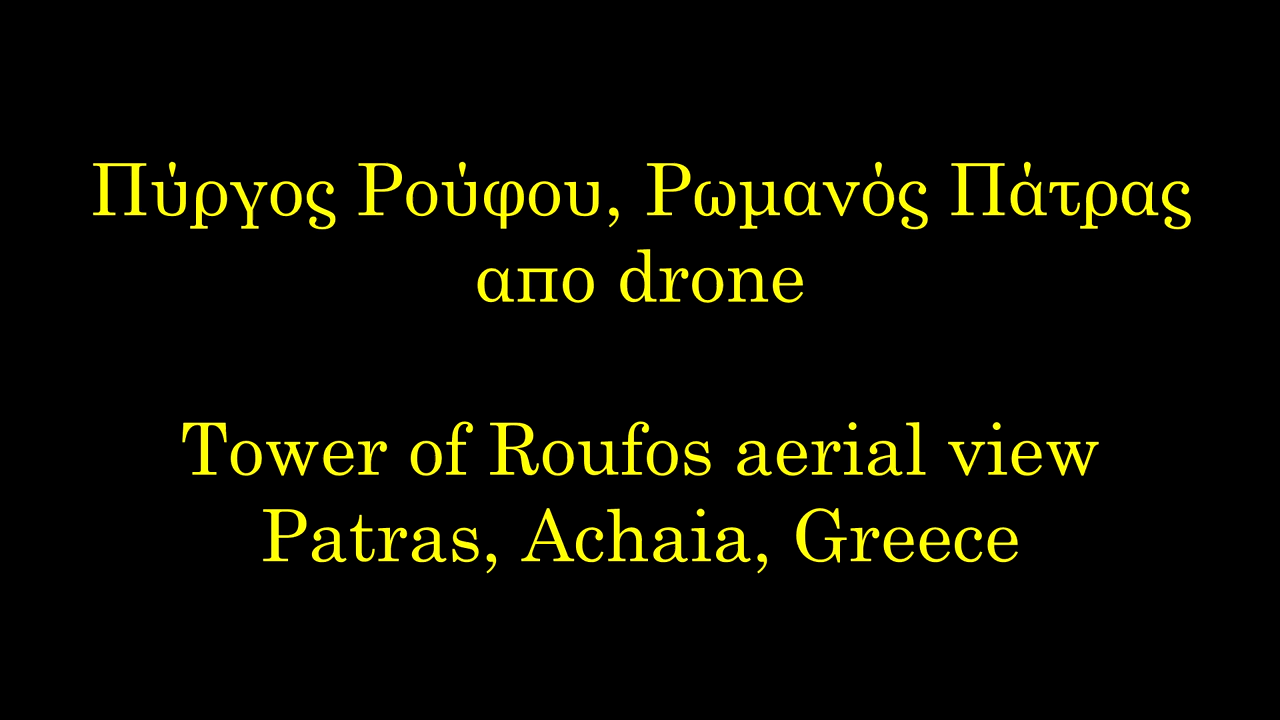 Πύργος Ρούφου, Ρωμανός Πάτρας
απο drone
Tower of Roufos aerial view
Patras, Achaia, Greece